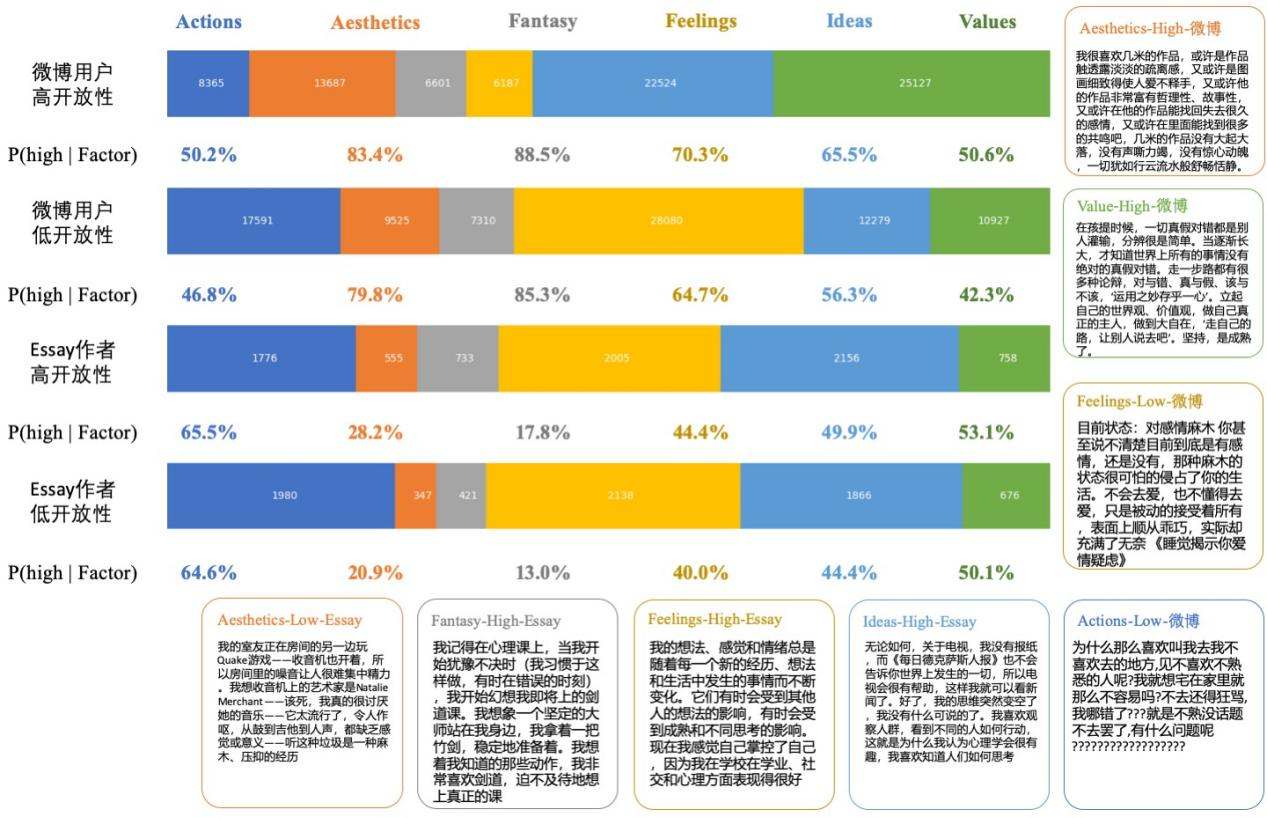 Actions Aesthetics Fantasy Feelings Ideas Values
微博用户
高开放性
8365 13687 6601 6187 22524 25127
P(high | Factor) 50.2% 83.4% 88.5% 70.3% 65.5% 50.6%
微博用户
低开放性
17591 9525 7310 28080 12279 10927
P(high | Factor) 46.8% 79.8% 85.3% 64.7% 56.3% 42.3%
Essay作者
高开放性
1776 555 733 2005 2156 758
P(high | Factor) 65.5% 28.2% 17.8% 44.4% 49.9% 53.1%
Essay作者
低开放性
1980 347 421 2138 1866 676
P(high | Factor) 64.6% 20.9% 13.0% 40.0% 44.4% 50.1%
Aesthetics-High-微博
我很喜欢几米的作品，或许是作品
触透露淡淡的疏离感，又或许是图
画细致得使人爱不释手，又或许他
的作品非常富有哲理性、故事性，
又或许在他的作品能找回失去很久
的感情，又或许在里面能找到很多
的共鸣吧，几米的作品没有大起大
落，没有声嘶力竭，没有惊心动魄
，一切犹如行云流水般舒畅恬静。
Value-High-微博
在孩提时候，一切真假对错都是别
人灌输，分辨很是简单。当逐渐长
大，才知道世界上所有的事情没有
绝对的真假对错。走一步路都有很
多种论辩，对与错、真与假、该与
不该，‘运用之妙存乎一心’。立起
自己的世界观、价值观，做自己真
正的主人，做到大自在，‘走自己的
路，让别人说去吧’。坚持，是成熟
了。
Feelings-Low-微博
目前状态：对感情麻木 你甚
至说不清楚目前到底是有感
情，还是没有，那种麻木的
状态很可怕的侵占了你的生
活。不会去爱，也不懂得去
爱，只是被动的接受着所有
，表面上顺从乖巧，实际却
充满了无奈 《睡觉揭示你爱
情疑虑》
Aesthetics-Low-Essay
我的室友正在房间的另一边玩
Quake游戏——收音机也开着，所
以房间里的噪音让人很难集中精力
。我想收音机上的艺术家是Natalie
Merchant——该死，我真的很讨厌
她的音乐——它太流行了，令人作
呕，从鼓到吉他到人声，都缺乏感
觉或意义——听这种垃圾是一种麻
木、压抑的经历
Fantasy-High-Essay
我记得在心理课上，当我开
始犹豫不决时（我习惯于这
样做，有时在错误的时刻）
，我开始幻想我即将上的剑
道课。我想象一个坚定的大
师站在我身边，我拿着一把
竹剑，稳定地准备着。我想
着我知道的那些动作，我非
常喜欢剑道，迫不及待地想
上真正的课
Feelings-High-Essay
我的想法、感觉和情绪总是
随着每一个新的经历、想法
和生活中发生的事情而不断
变化。它们有时会受到其他
人的想法的影响，有时会受
到成熟和不同思考的影响。
现在我感觉自己掌控了自己
，因为我在学校在学业、社
交和心理方面表现得很好
Ideas-High-Essay
无论如何，关于电视，我没有报纸
，而《每日德克萨斯人报》也不会
告诉你世界上发生的一切，所以电
视会很有帮助，这样我就可以看新
闻了。好了，我的思维突然变空了
，我没有什么可说的了。我喜欢观
察人群，看到不同的人如何行动，
这就是为什么我认为心理学会很有
趣，我喜欢知道人们如何思考
Actions-Low-微博
为什么那么喜欢叫我去我不
喜欢去的地方,见不喜欢不熟
悉的人呢?我就想宅在家里就
那么不容易吗?不去还得狂骂,
我哪错了???就是不熟没话题
不去罢了,有什么问题呢
??????????????????